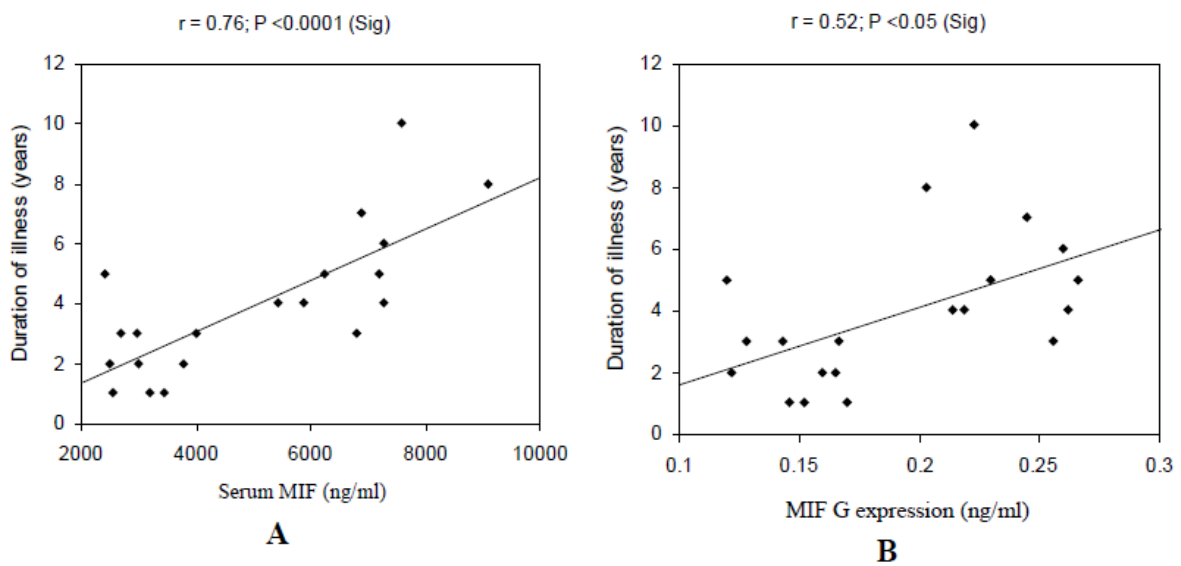 r = 0.76; P <0.0001 (Sig)
Duration of illness (years)
12
10
8
6
4
2
0
2000 4000 6000 8000 10000
Serum MIF (ng/ml)
A
r = 0.52; P <0.05 (Sig)
Duration of illness (years)
12
10
8
6
4
2
0
0.1 0.15 0.2 0.25 0.3
MIF G expression (ng/ml)
B